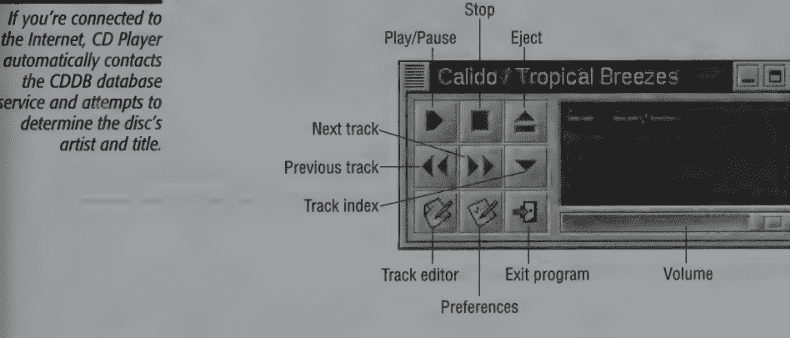 If you're connected to
the Internet, CD Player
automatically contacts
the CDDB database
service and attempts to
determine the disc's
artist and title.
Stop
Play/Pause
Eject
Calido / Tropical Breezes
Next track
Previous track
Track index
Track editor
Exit program
Volume
Preferences